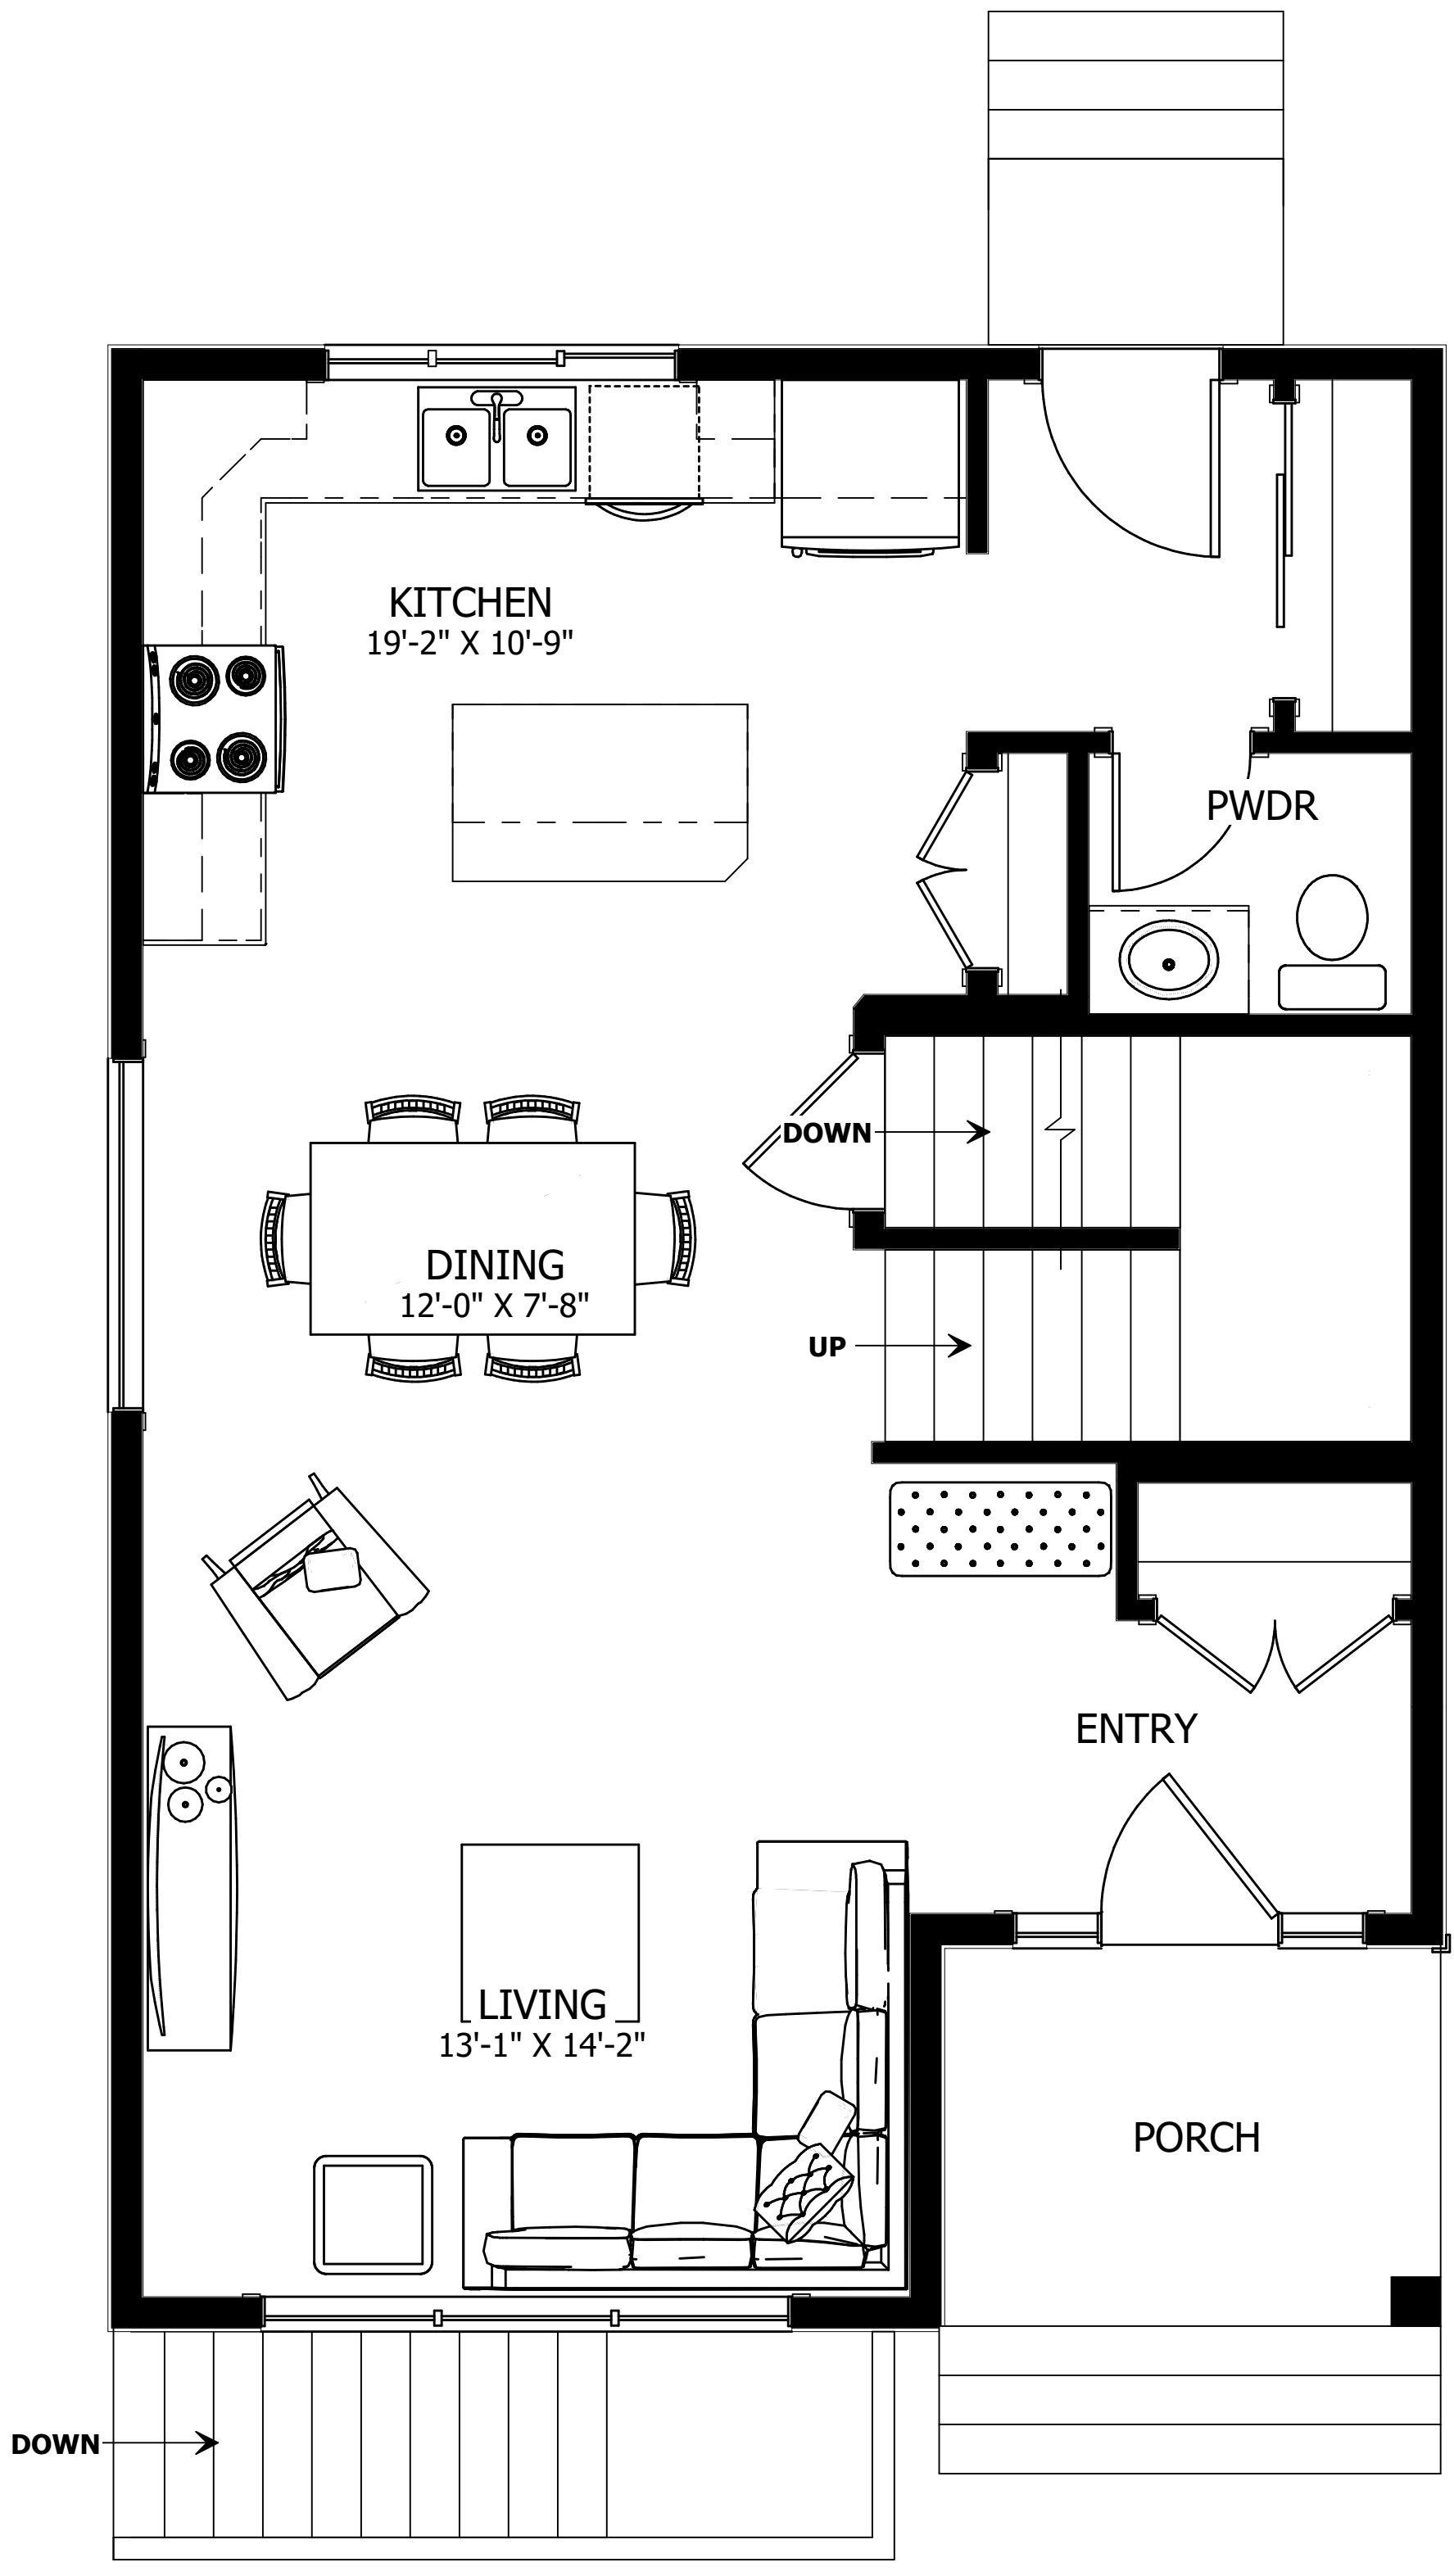 KITCHEN
19'-2" X 10'-9"
PWDR
DOWN
DINING
12'-0" X 7'-8"
UP
ENTRY
LIVING
13'-1" X 14'-2"
PORCH
DOWN